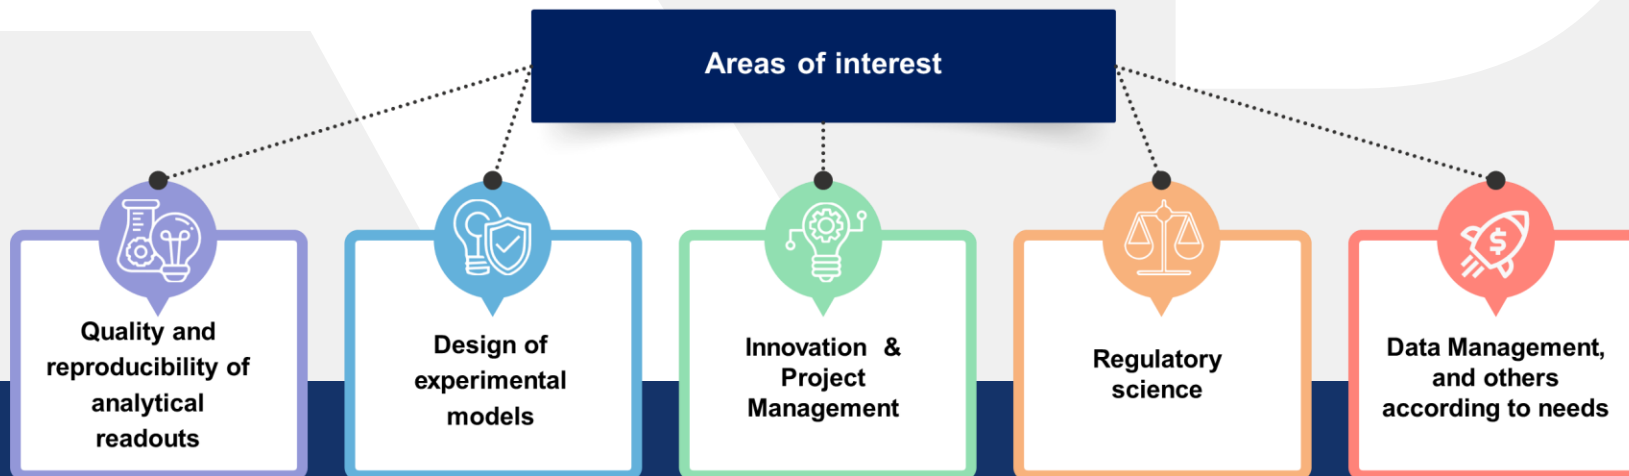 Areas of interest
Quality and
reproducibility of
analytical
readouts
Design of
experimental
models
Innovation &
Project
Management
Regulatory
science
Data Management,
and others
according to needs
$